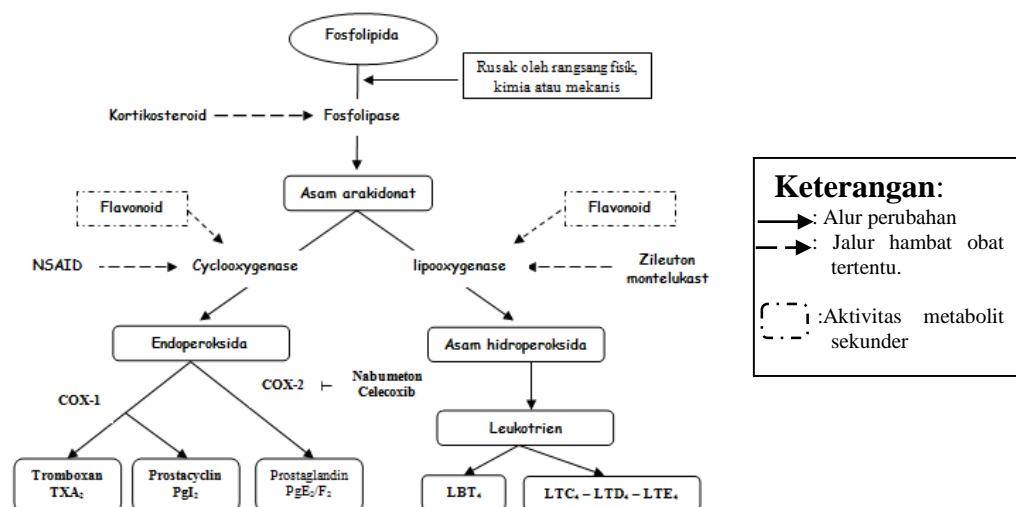 Fosfolipida
Rusak oleh rangsang fisik,
kimia atau mekanis
Kortikosteroid
Fosfolipase
Asam arakidonat
Flavonoid
Flavonoid
NSAID
Cyclooxygenase
lipooxygenase
Zileuton
montelukast
Endoperoksida
Asam hidroperoksida
COX-1
COX-2
Nabumeton
Celecoxib
Leukotrien
Tromboxan
TXA₂
Prostacyclin
PgI₂
Prostaglandin
PgE₂/F₂
LBT₄
LTC₄ – LTD₄ – LTE₄
Keterangan:
: Alur perubahan
: Jalur hambat obat
tertentu.
:Aktivitas metabolit
sekunder